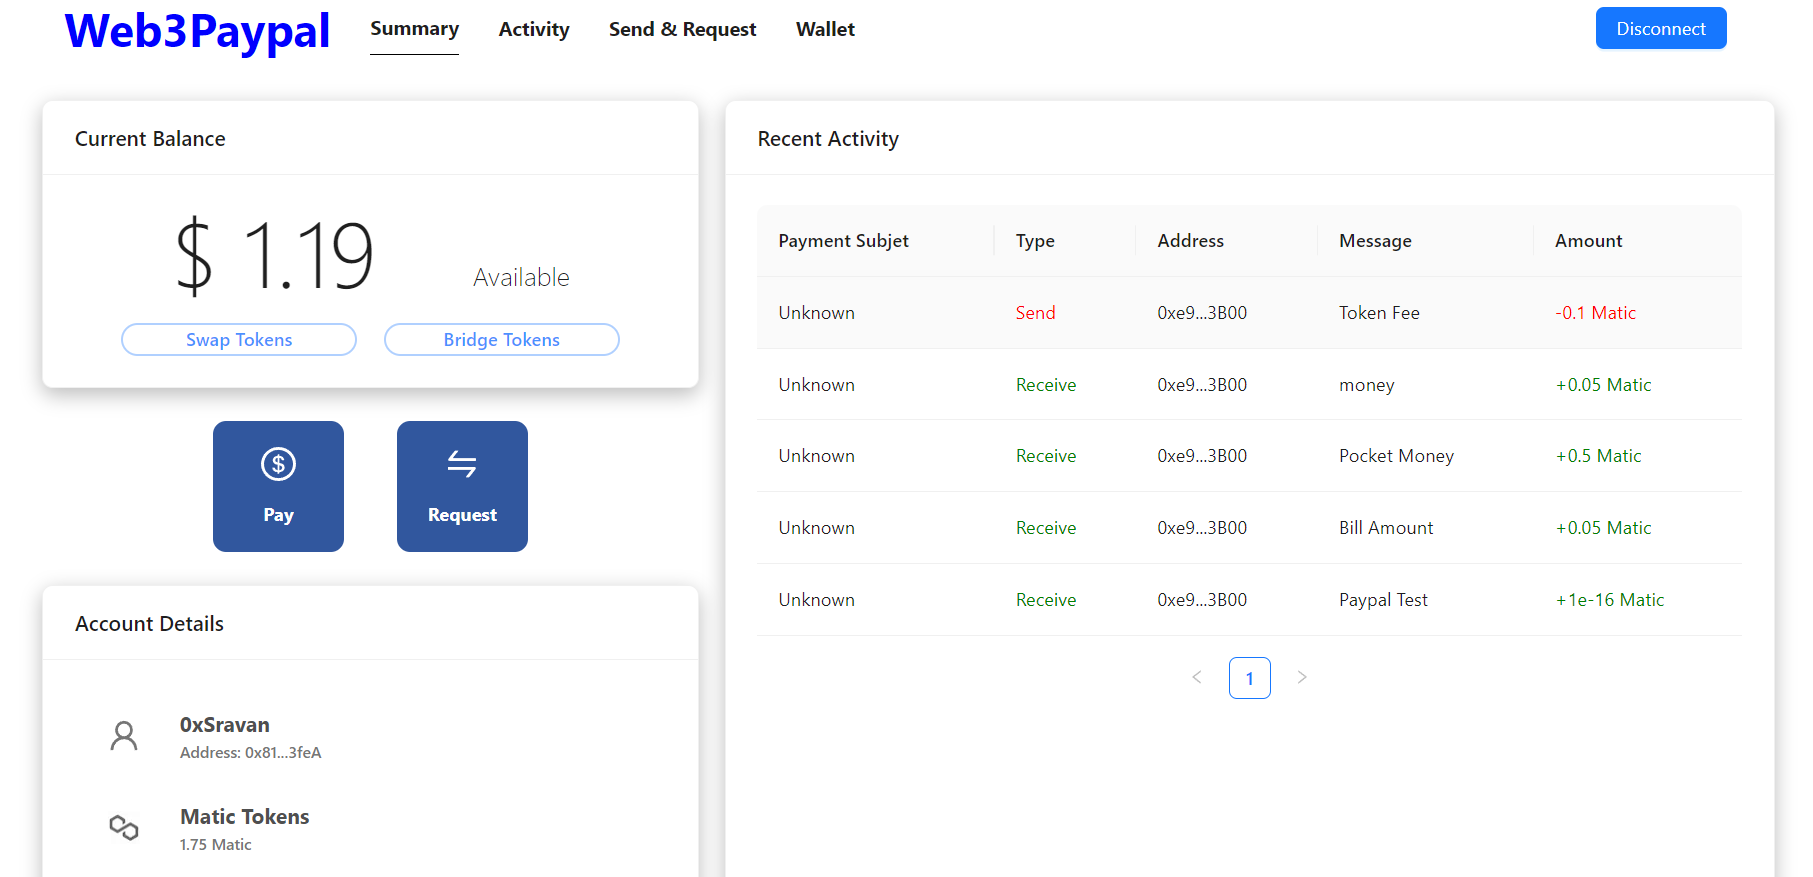 Web3Paypal
Summary
Activity
Send & Request
Wallet
Disconnect
Current Balance
$ 1.19
Available
Swap Tokens
Bridge Tokens
$
Pay
Request
Account Details
0xSravan
Address: 0x81...3feA
Matic Tokens
1.75 Matic
Recent Activity
Payment Subjet Type Address Message Amount
Unknown Send 0xe9...3B00 Token Fee -0.1 Matic
Unknown Receive 0xe9...3B00 money +0.05 Matic
Unknown Receive 0xe9...3B00 Pocket Money +0.5 Matic
Unknown Receive 0xe9...3B00 Bill Amount +0.05 Matic
Unknown Receive 0xe9...3B00 Paypal Test +1e-16 Matic
< 1 >